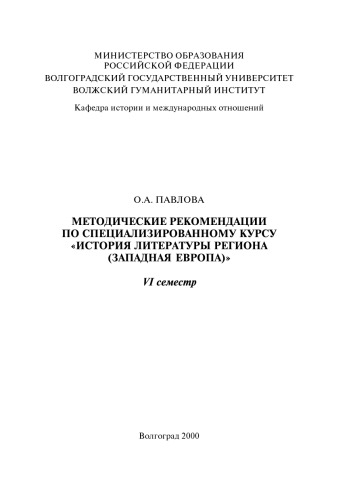 МИНИСТЕРСТВО ОБРАЗОВАНИЯ
РОССИЙСКОЙ ФЕДЕРАЦИИ
ВОЛГОГРАДСКИЙ ГОСУДАРСТВЕННЫЙ УНИВЕРСИТЕТ
ВОЛЖСКИЙ ГУМАНИТАРНЫЙ ИНСТИТУТ
Кафедра истории и международных отношений
О.А. ПАВЛОВА
МЕТОДИЧЕСКИЕ РЕКОМЕНДАЦИИ
ПО СПЕЦИАЛИЗИРОВАННОМУ КУРСУ
«ИСТОРИЯ ЛИТЕРАТУРЫ РЕГИОНА
(ЗАПАДНАЯ ЕВРОПА)»
VI семестр
Волгоград 2000